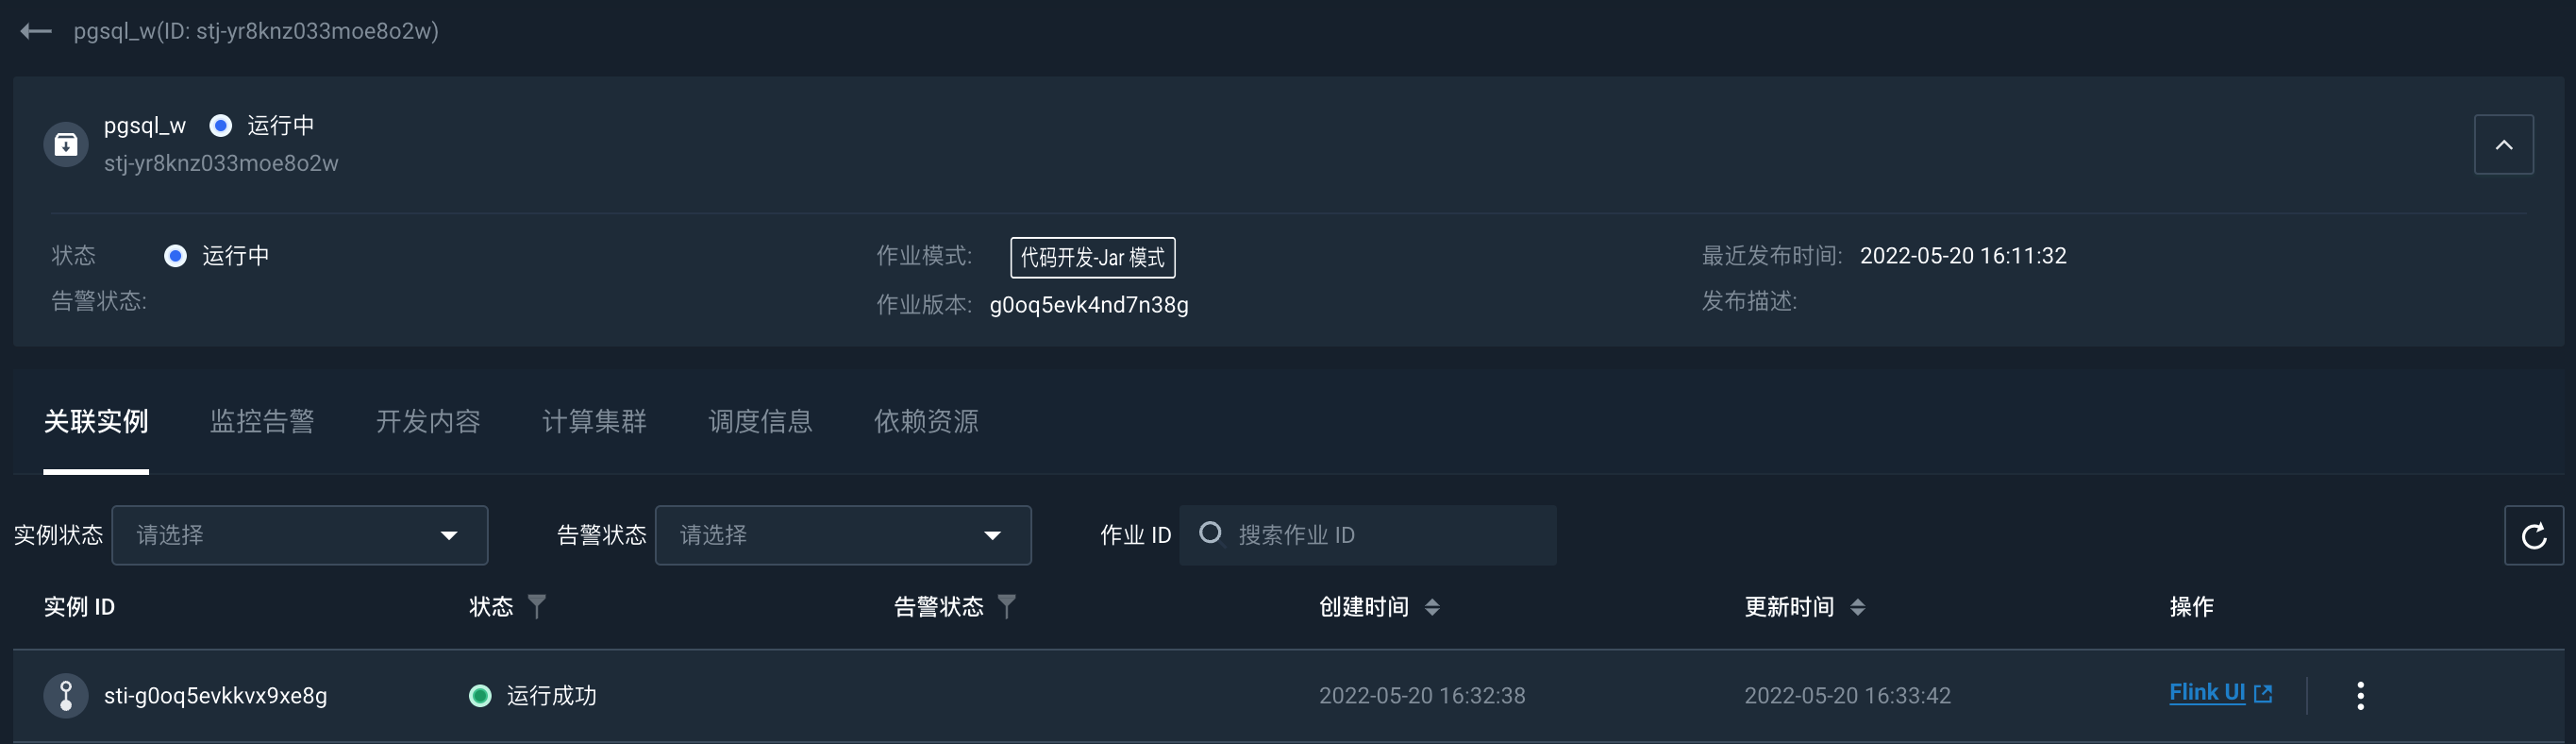 pgsql_w(ID: stj-yr8knz033moe8o2w)
pgsql_w 运行中
stj-yr8knz033moe8o2w
状态 运行中 作业模式: 代码开发-Jar 模式 最近发布时间: 2022-05-20 16:11:32
告警状态: 作业版本: g0oq5evk4nd7n38g 发布描述:
关联实例 监控告警 开发内容 计算集群 调度信息 依赖资源
实例状态 请选择 告警状态 请选择 作业 ID 搜索作业 ID
实例 ID 状态 告警状态 创建时间 更新时间 操作
sti-g0oq5evkkvx9xe8g 运行成功 2022-05-20 16:32:38 2022-05-20 16:33:42 Flink UI